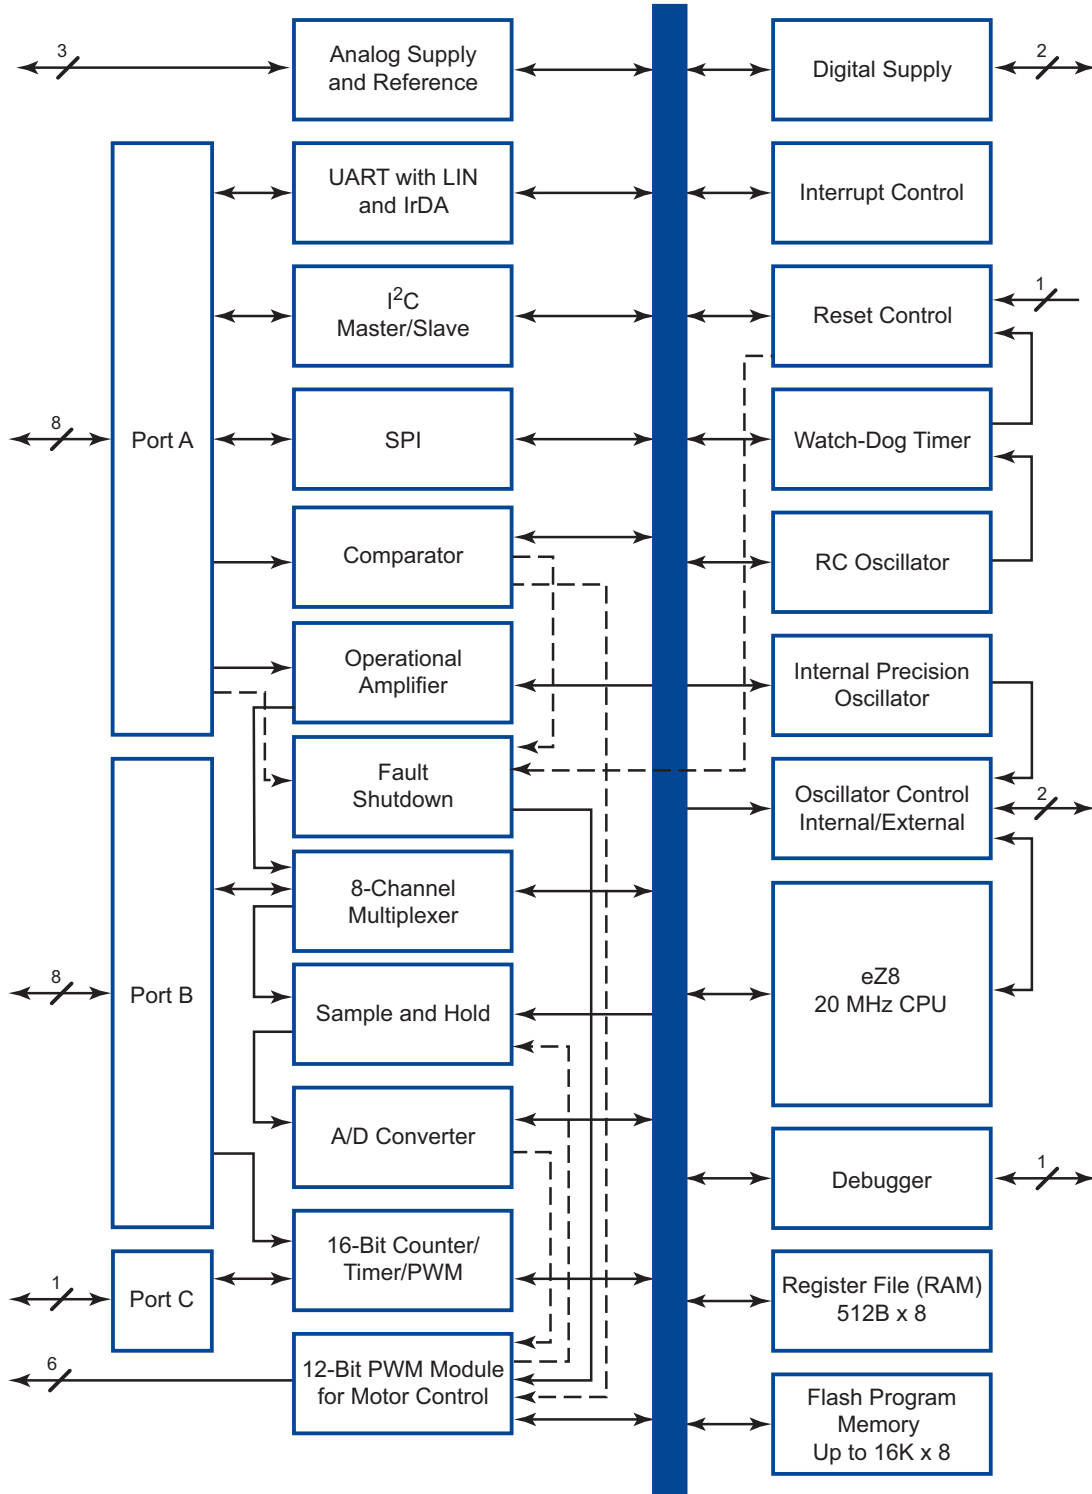 3
Analog Supply
and Reference
Digital Supply
2
UART with LIN
and IrDA
Interrupt Control
I²C
Master/Slave
Reset Control
1
8
Port A
SPI
Watch-Dog Timer
Comparator
RC Oscillator
Operational
Amplifier
Internal Precision
Oscillator
Fault
Shutdown
Oscillator Control
Internal/External
2
8-Channel
Multiplexer
eZ8
20 MHz CPU
8
Port B
Sample and Hold
A/D Converter
Debugger
1
16-Bit Counter/
Timer/PWM
1
Port C
Register File (RAM)
512B x 8
6
12-Bit PWM Module
for Motor Control
Flash Program
Memory
Up to 16K x 8